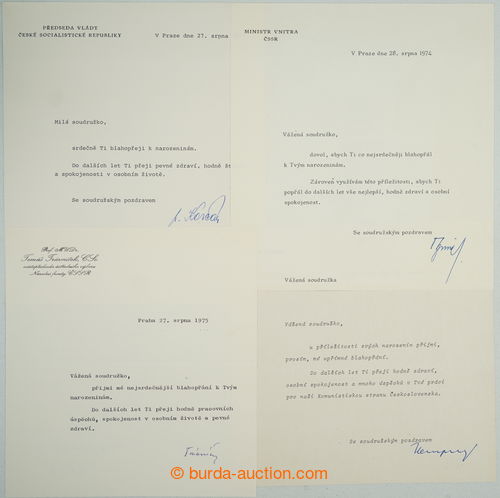 PŘEDSEDA VLÁDY
ČESKÉ SOCIALISTICKÉ REPUBLIKY
V Praze dne 27. srpna
Milá soudružko,
srdečně Ti blahopřeji k narozeninám.
Do dalších let Ti přeji pevné zdraví, hodně
a spokojenosti v osobním životě.
Se soudružským pozdravem
MINISTR VNITRA
ČSSR
V Praze dne 28. srpna 1974
Vážená soudružko,
dovol, abych Ti co nejsrdečněji blahopřál
k Tvým narozeninám.
Zároveň využívám této příležitosti, abych Ti
popřál do dalších let vše nejlepší, hodně zdraví a osobní
spokojenost.
Se soudružským pozdravem
Vážená soudružka
Prof. MUDr.
Tomáš Trávníček, CSc.
místopředseda ústředního výboru
Národní fronty ČSSR
Praha 27. srpna 1975
Vážená soudružko,
přijmi mé nejsrdečnější blahopřání k Tvým
narozeninám.
Do dalších let Ti přeji hodně pracovních
úspěchů, spokojenost v osobním životě a pevné
zdraví.
Vážená soudružko,
u příležitosti svých narozenin přijmi,
prosím, mé upřímné blahopřání.
Do dalších let Ti přeji hodně zdraví,
osobní spokojenost a mnoho úspěchů v Tvé práci
pro naši Komunistickou stranu Československa.
Se soudružským pozdravem
© burda-auction.com